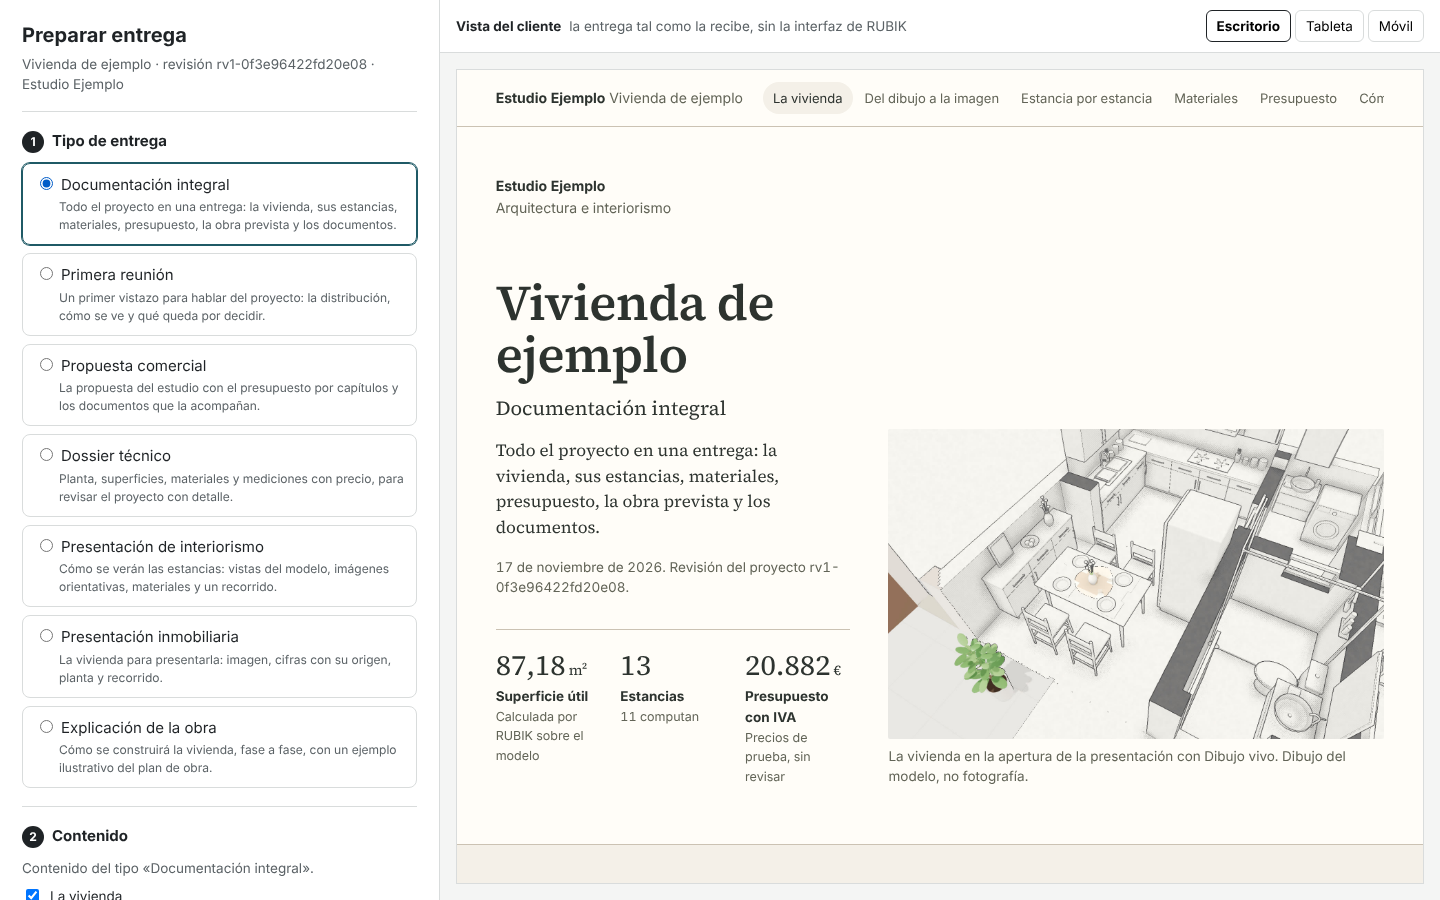 Preparar entrega
Vivienda de ejemplo · revisión rv1-0f3e96422fd20e08 ·
Estudio Ejemplo
1 Tipo de entrega
Documentación integral
Todo el proyecto en una entrega: la vivienda, sus estancias,
materiales, presupuesto, la obra prevista y los documentos.
Primera reunión
Un primer vistazo para hablar del proyecto: la distribución,
cómo se ve y qué queda por decidir.
Propuesta comercial
La propuesta del estudio con el presupuesto por capítulos y
los documentos que la acompañan.
Dossier técnico
Planta, superficies, materiales y mediciones con precio, para
revisar el proyecto con detalle.
Presentación de interiorismo
Cómo se verán las estancias: vistas del modelo, imágenes
orientativas, materiales y un recorrido.
Presentación inmobiliaria
La vivienda para presentarla: imagen, cifras con su origen,
planta y recorrido.
Explicación de la obra
Cómo se construirá la vivienda, fase a fase, con un ejemplo
ilustrativo del plan de obra.
2 Contenido
Contenido del tipo «Documentación integral».
La vivienda
Vista del cliente la entrega tal como la recibe, sin la interfaz de RUBIK
Escritorio Tableta Móvil
Estudio Ejemplo Vivienda de ejemplo La vivienda Del dibujo a la imagen Estancia por estancia Materiales Presupuesto Cóm
Estudio Ejemplo
Arquitectura e interiorismo
Vivienda de
ejemplo
Documentación integral
Todo el proyecto en una entrega: la
vivienda, sus estancias, materiales,
presupuesto, la obra prevista y los
documentos.
17 de noviembre de 2026. Revisión del proyecto rv1-
0f3e96422fd20e08.
87,18 m²
Superficie útil
Calculada por
RUBIK sobre el
modelo
13
Estancias
11 computan
20.882 €
Presupuesto
con IVA
Precios de
prueba, sin
revisar
La vivienda en la apertura de la presentación con Dibujo vivo. Dibujo del
modelo, no fotografía.